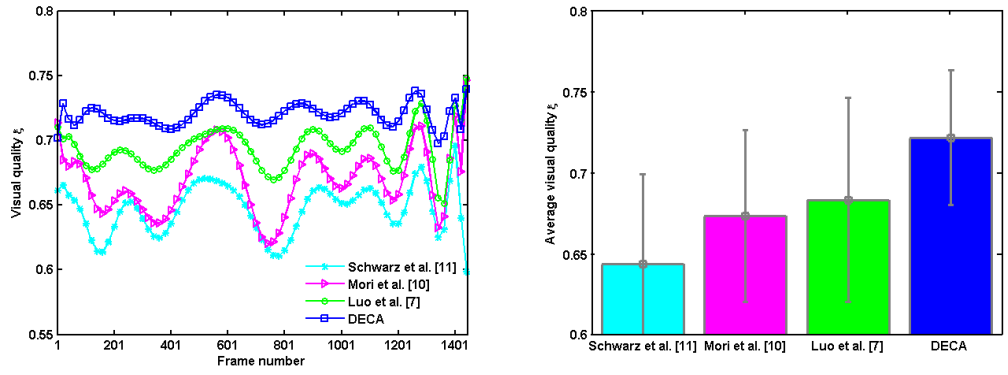 0.8
0.75
0.7
0.65
0.6
0.55
Visual quality ξ
1 201 401 601 801 1001 1201 1401
Frame number
Schwarz et al. [11]
Mori et al. [10]
Luo et al. [7]
DECA
0.8
0.75
0.7
0.65
0.6
Average visual quality ξ
Schwarz et al. [11] Mori et al. [10] Luo et al. [7] DECA